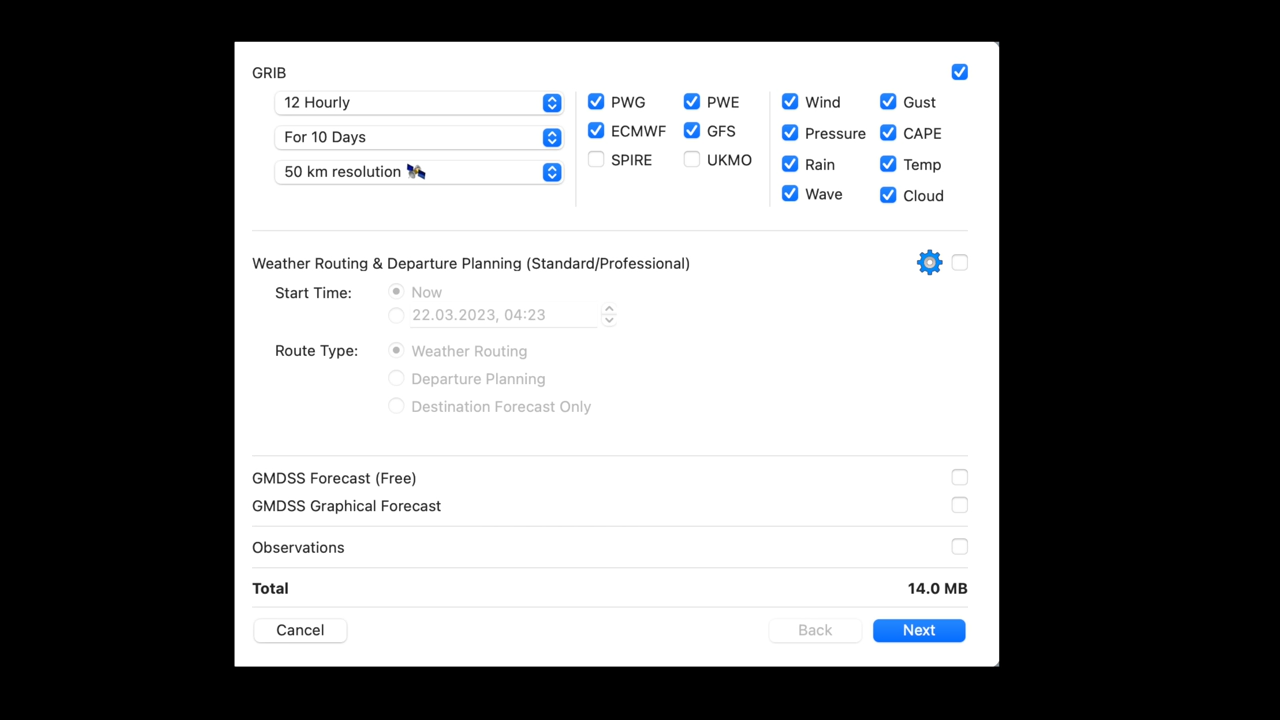 GRIB
12 Hourly
For 10 Days
50 km resolution
PWG PWE
ECMWF GFS
SPIRE UKMO
Wind Gust
Pressure CAPE
Rain Temp
Wave Cloud
Weather Routing & Departure Planning (Standard/Professional)
Start Time: Now
22.03.2023, 04:23
Route Type: Weather Routing
Departure Planning
Destination Forecast Only
GMDSS Forecast (Free)
GMDSS Graphical Forecast
Observations
Total 14.0 MB
Cancel Back Next